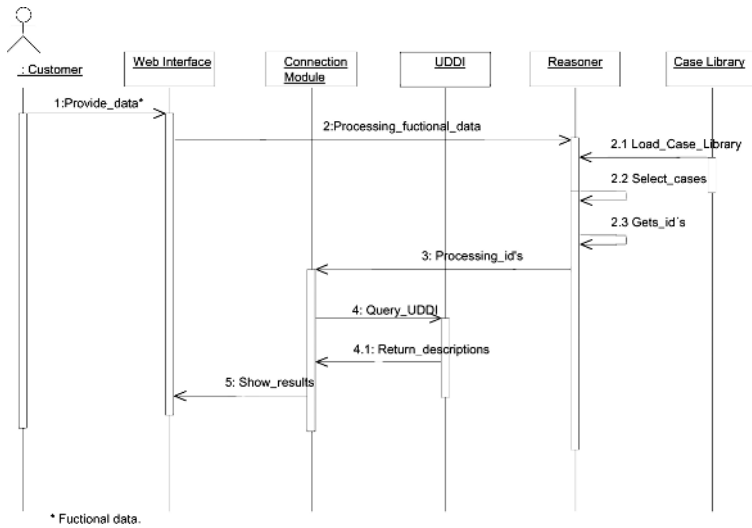 : Customer
Web Interface
Connection
Module
UDDI
Reasoner
Case Library
1:Provide_data*
2:Processing_fuctional_data
2.1 Load_Case_Library
2.2 Select_cases
2.3 Gets_id´s
3: Processing_id's
4: Query_UDDI
4.1: Return_descriptions
5: Show_results
* Fuctional data.